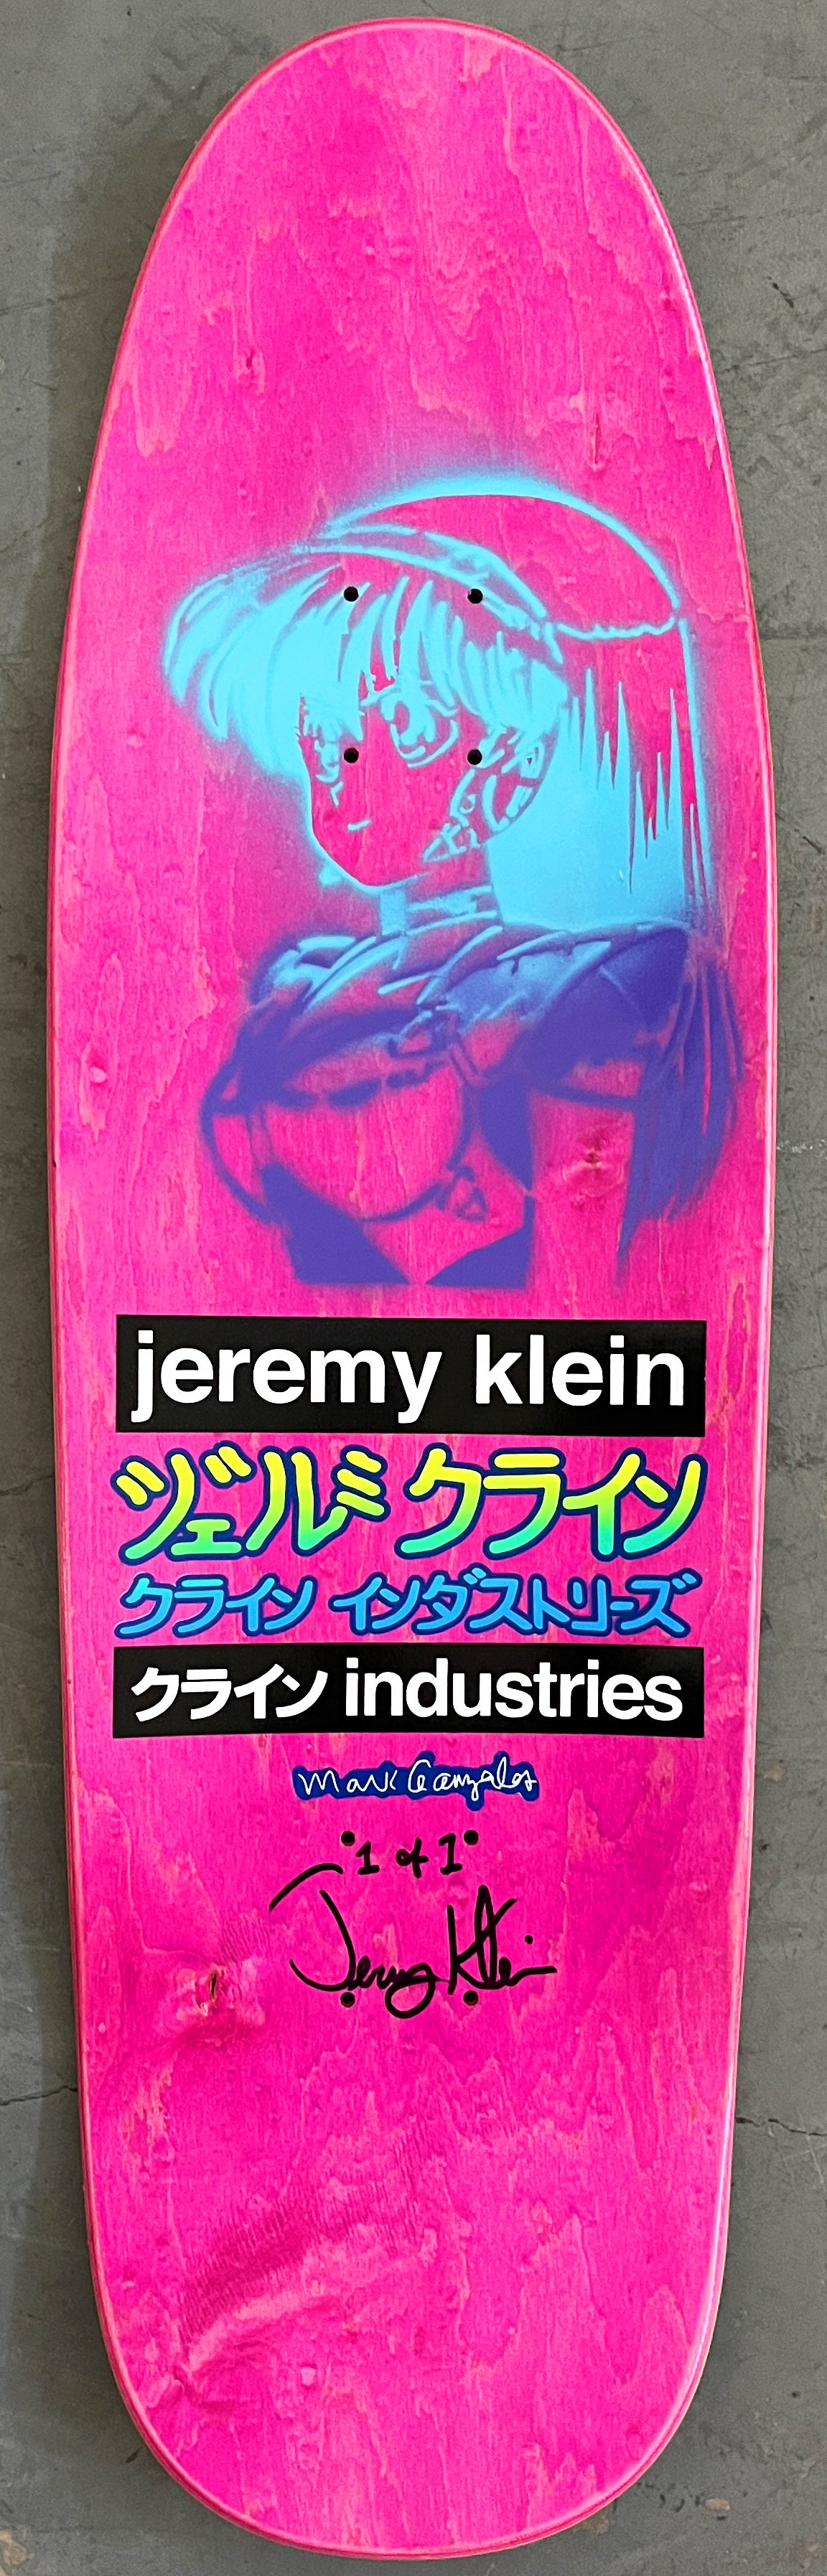 jeremy klein
ヅェルミ クライン
クライン インダストリーズ
クライン industries
Mark Gonzales
1 of 1
Jeremy Klein